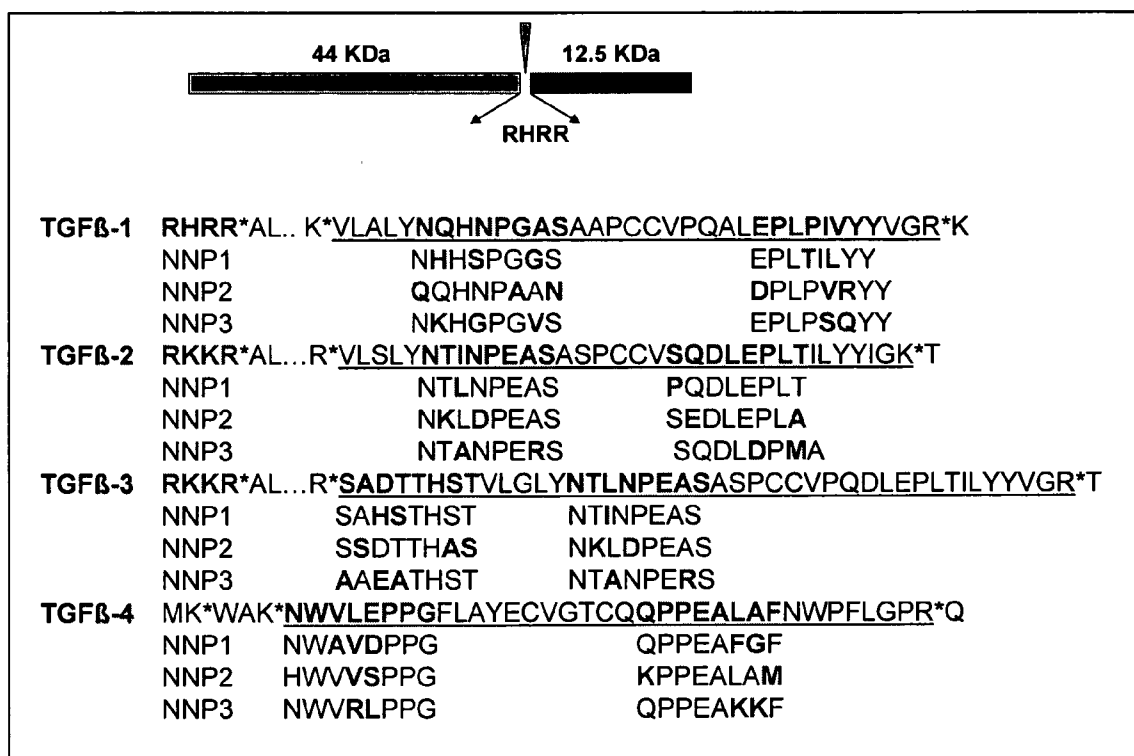 44 KDa 12.5 KDa
RHRR
TGFß-1 RHRR*AL.. K*VLALYNQHNPGASAAPCCVPQALEPLPIVYYVGR*K
NNP1 NHHSPGGS EPLTILYY
NNP2 QQHNPAAN DPLPVRYY
NNP3 NKHGPGVS EPLPSQYY
TGFß-2 RKKR*AL...R*VLSLYNTINPEASASPCCVSQDLEPLTILYYIGK*T
NNP1 NTLNPEAS PQDLEPLT
NNP2 NKLDPEAS SEDLEPLA
NNP3 NTANPERS SQDLDPMA
TGFß-3 RKKR*AL...R*SADTTHSTVLGLYNTLNPEASASPCCVPQDLEPLTILYYVGR*T
NNP1 SAHSTHST NTINPEAS
NNP2 SSDTTHAS NKLDPEAS
NNP3 AAEATHST NTANPERS
TGFß-4 MK*WAK*NWVLEPPGFLAYECVGTCQQPPEALAFNWPFLGPR*Q
NNP1 NWAVDPPG QPPEAFGF
NNP2 HWVVSPPG KPPEALAM
NNP3 NWVRLPPG QPPEAKKF